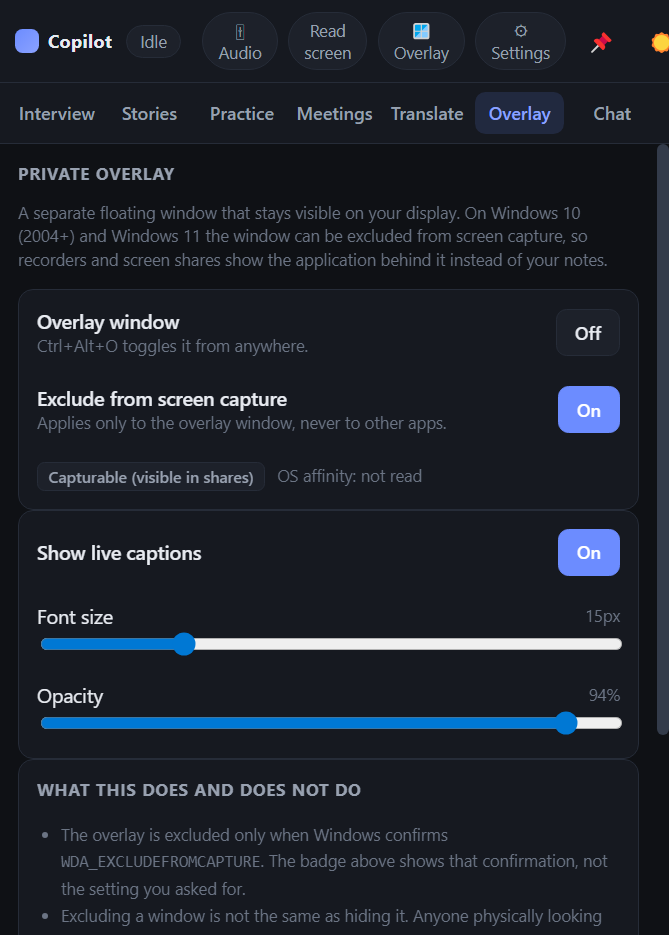 Copilot Idle Audio Read screen Overlay Settings
Interview Stories Practice Meetings Translate Overlay Chat
PRIVATE OVERLAY
A separate floating window that stays visible on your display. On Windows 10
(2004+) and Windows 11 the window can be excluded from screen capture, so
recorders and screen shares show the application behind it instead of your notes.
Overlay window
Ctrl+Alt+O toggles it from anywhere.
Off
Exclude from screen capture
Applies only to the overlay window, never to other apps.
On
Capturable (visible in shares) OS affinity: not read
Show live captions On
Font size 15px
Opacity 94%
WHAT THIS DOES AND DOES NOT DO
• The overlay is excluded only when Windows confirms
WDA_EXCLUDEFROMCAPTURE. The badge above shows that confirmation, not
the setting you asked for.
• Excluding a window is not the same as hiding it. Anyone physically looking